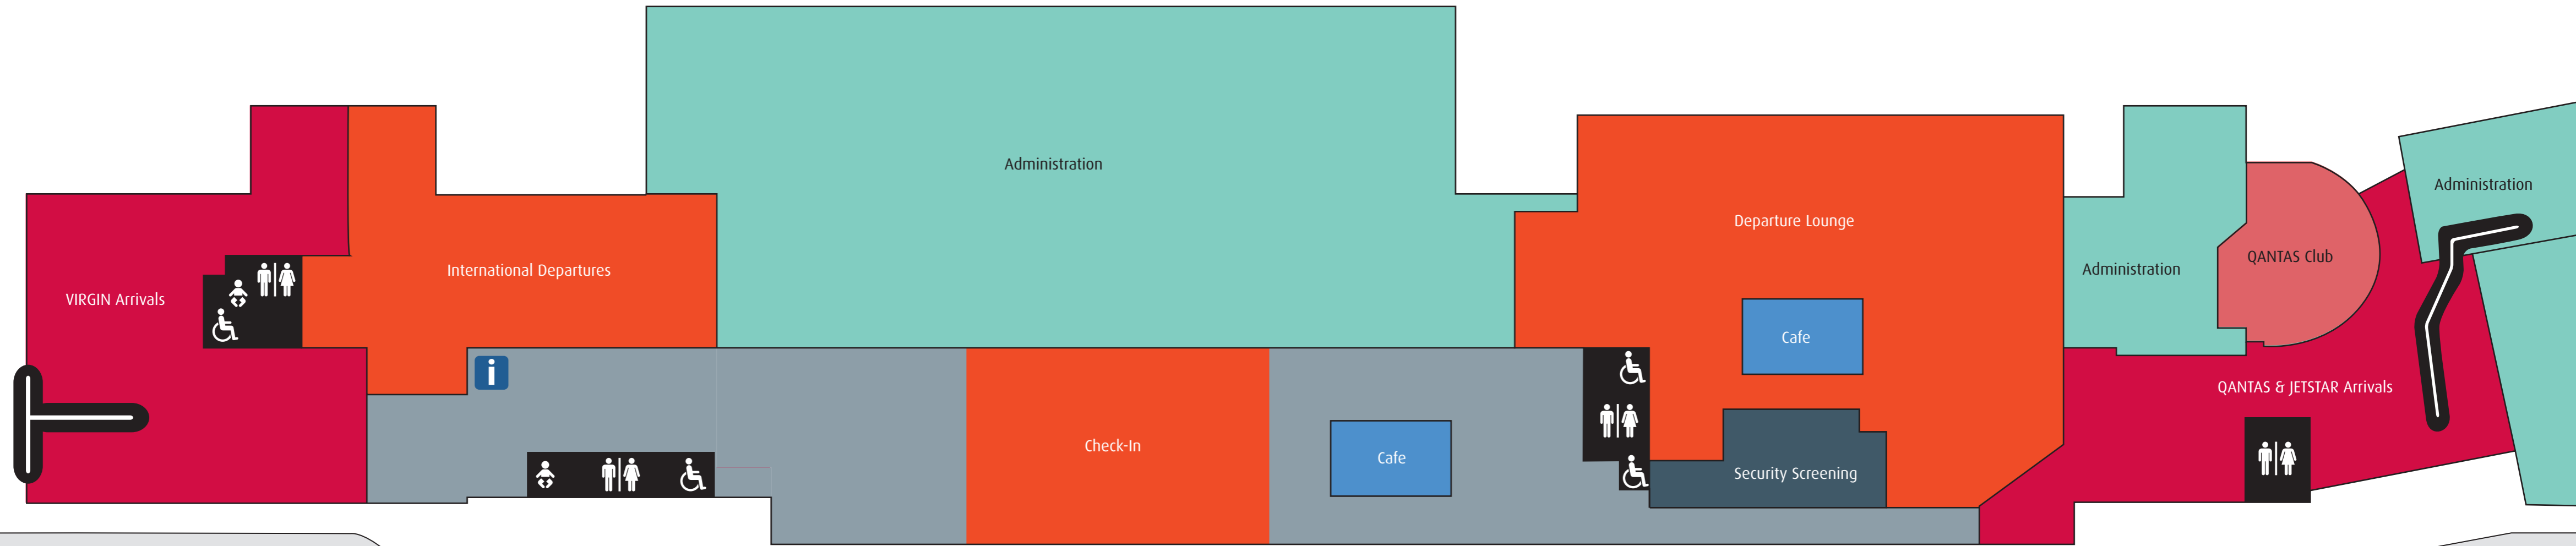 Administration
Administration
Departure Lounge
QANTAS Club
International Departures
Administration
VIRGIN Arrivals
Cafe
i
QANTAS & JETSTAR Arrivals
Check-In
Cafe
Security Screening